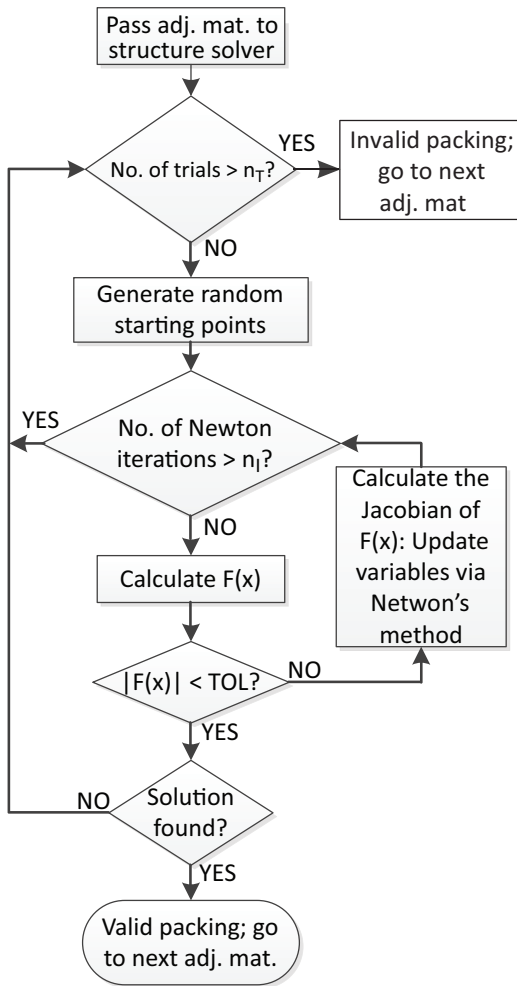 Pass adj. mat. to
structure solver
No. of trials > n_T?
YES
Invalid packing;
go to next
adj. mat
NO
Generate random
starting points
YES
No. of Newton
iterations > n_I?
NO
Calculate the
Jacobian of
F(x): Update
variables via
Netwon's
method
Calculate F(x)
|F(x)| < TOL?
NO
YES
NO
Solution
found?
YES
Valid packing; go
to next adj. mat.